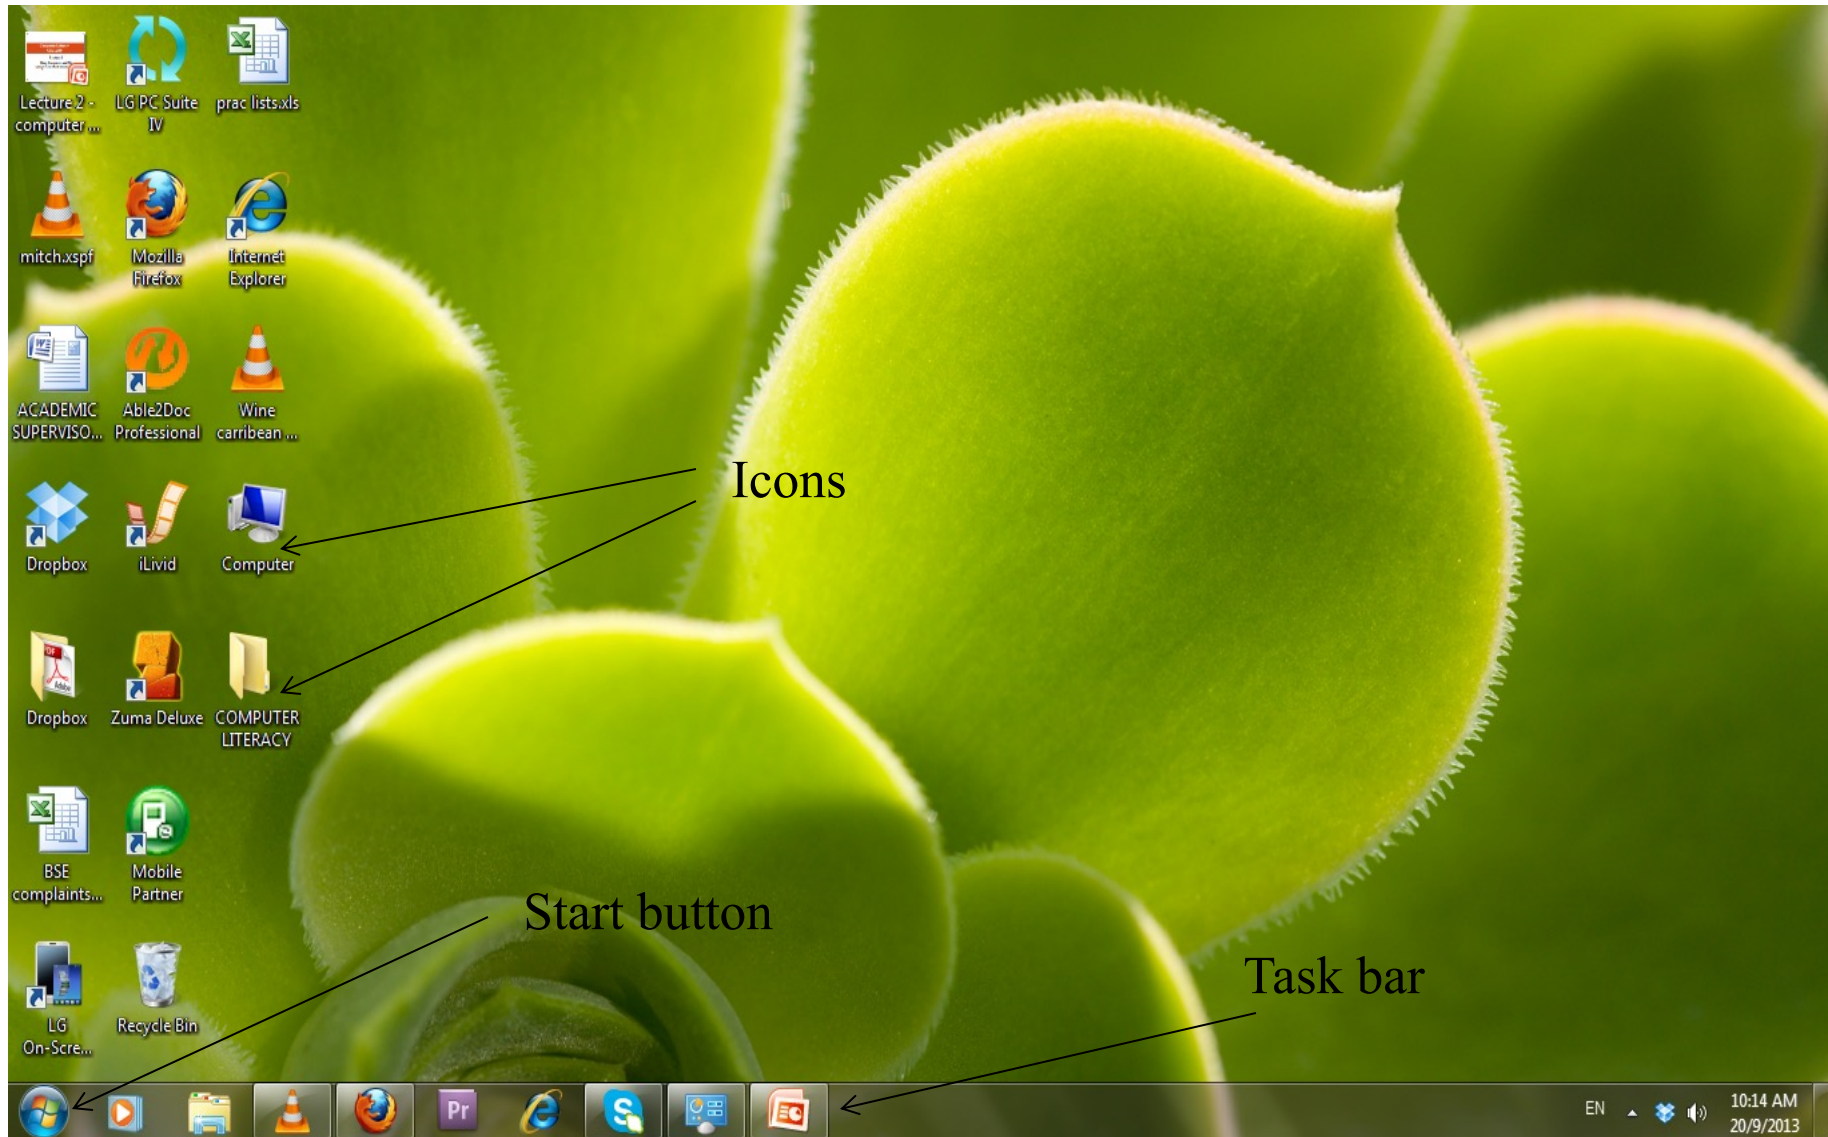 Lecture 2 -
computer ...
LG PC Suite
IV
prac lists.xls
mitch.xspf
Mozilla
Firefox
Internet
Explorer
ACADEMIC
SUPERVISO...
Able2Doc
Professional
Wine
carribean ...
Icons
Dropbox
iLivid
Computer
Dropbox
Zuma Deluxe
COMPUTER
LITERACY
BSE
complaints...
Mobile
Partner
Start button
Task bar
LG
On-Scre...
Recycle Bin
Pr
EN
10:14 AM
20/9/2013